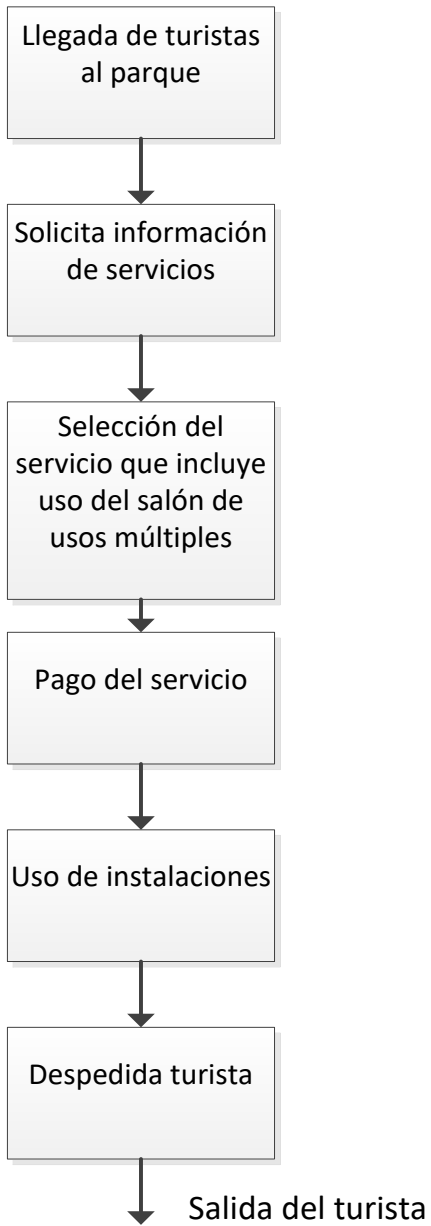 Llegada de turistas
al parque
Solicita información
de servicios
Selección del
servicio que incluye
uso del salón de
usos múltiples
Pago del servicio
Uso de instalaciones
Despedida turista
Salida del turista